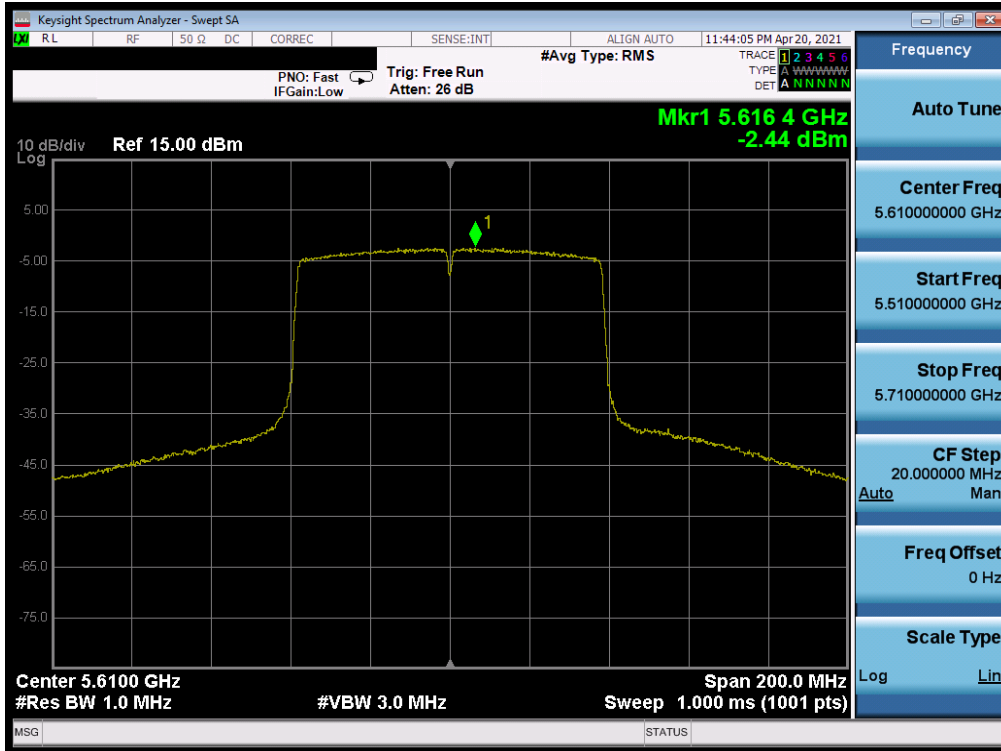 Keysight Spectrum Analyzer - Swept SA
LXI RL RF 50 Ω DC CORREC SENSE:INT ALIGN AUTO 11:44:05 PM Apr 20, 2021
#Avg Type: RMS
TRACE 1 2 3 4 5 6
TYPE A WWWWW
DET A N N N N N
PNO: Fast
IFGain:Low
Trig: Free Run
Atten: 26 dB
Mkr1 5.616 4 GHz
-2.44 dBm
10 dB/div
Log
Ref 15.00 dBm
5.00
-5.00
-15.0
-25.0
-35.0
-45.0
-55.0
-65.0
-75.0
1
Center 5.6100 GHz
#Res BW 1.0 MHz
#VBW 3.0 MHz
Span 200.0 MHz
Sweep 1.000 ms (1001 pts)
MSG
STATUS
Frequency
Auto Tune
Center Freq
5.610000000 GHz
Start Freq
5.510000000 GHz
Stop Freq
5.710000000 GHz
CF Step
20.000000 MHz
Auto Man
Freq Offset
0 Hz
Scale Type
Log Lin